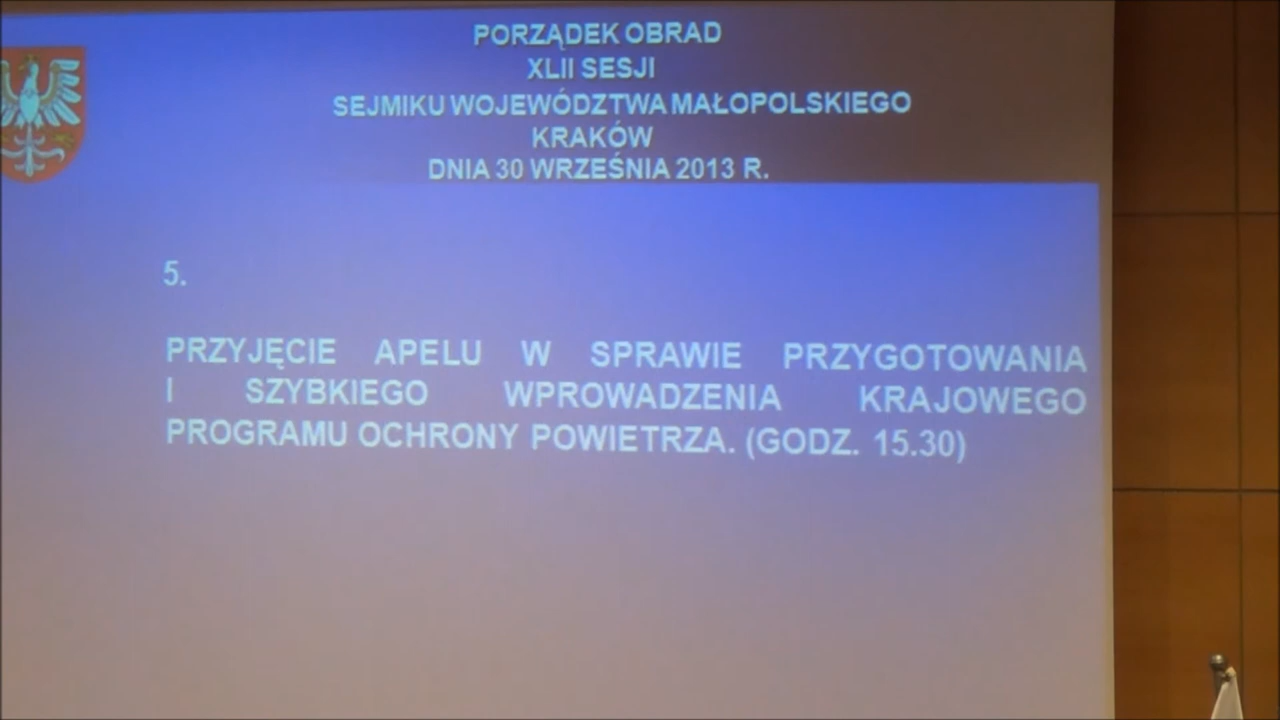 PORZĄDEK OBRAD
XLII SESJI
SEJMIKU WOJEWÓDZTWA MAŁOPOLSKIEGO
KRAKÓW
DNIA 30 WRZEŚNIA 2013 R.
5.
PRZYJĘCIE APELU W SPRAWIE PRZYGOTOWANIA
I SZYBKIEGO WPROWADZENIA KRAJOWEGO
PROGRAMU OCHRONY POWIETRZA. (GODZ. 15.30)